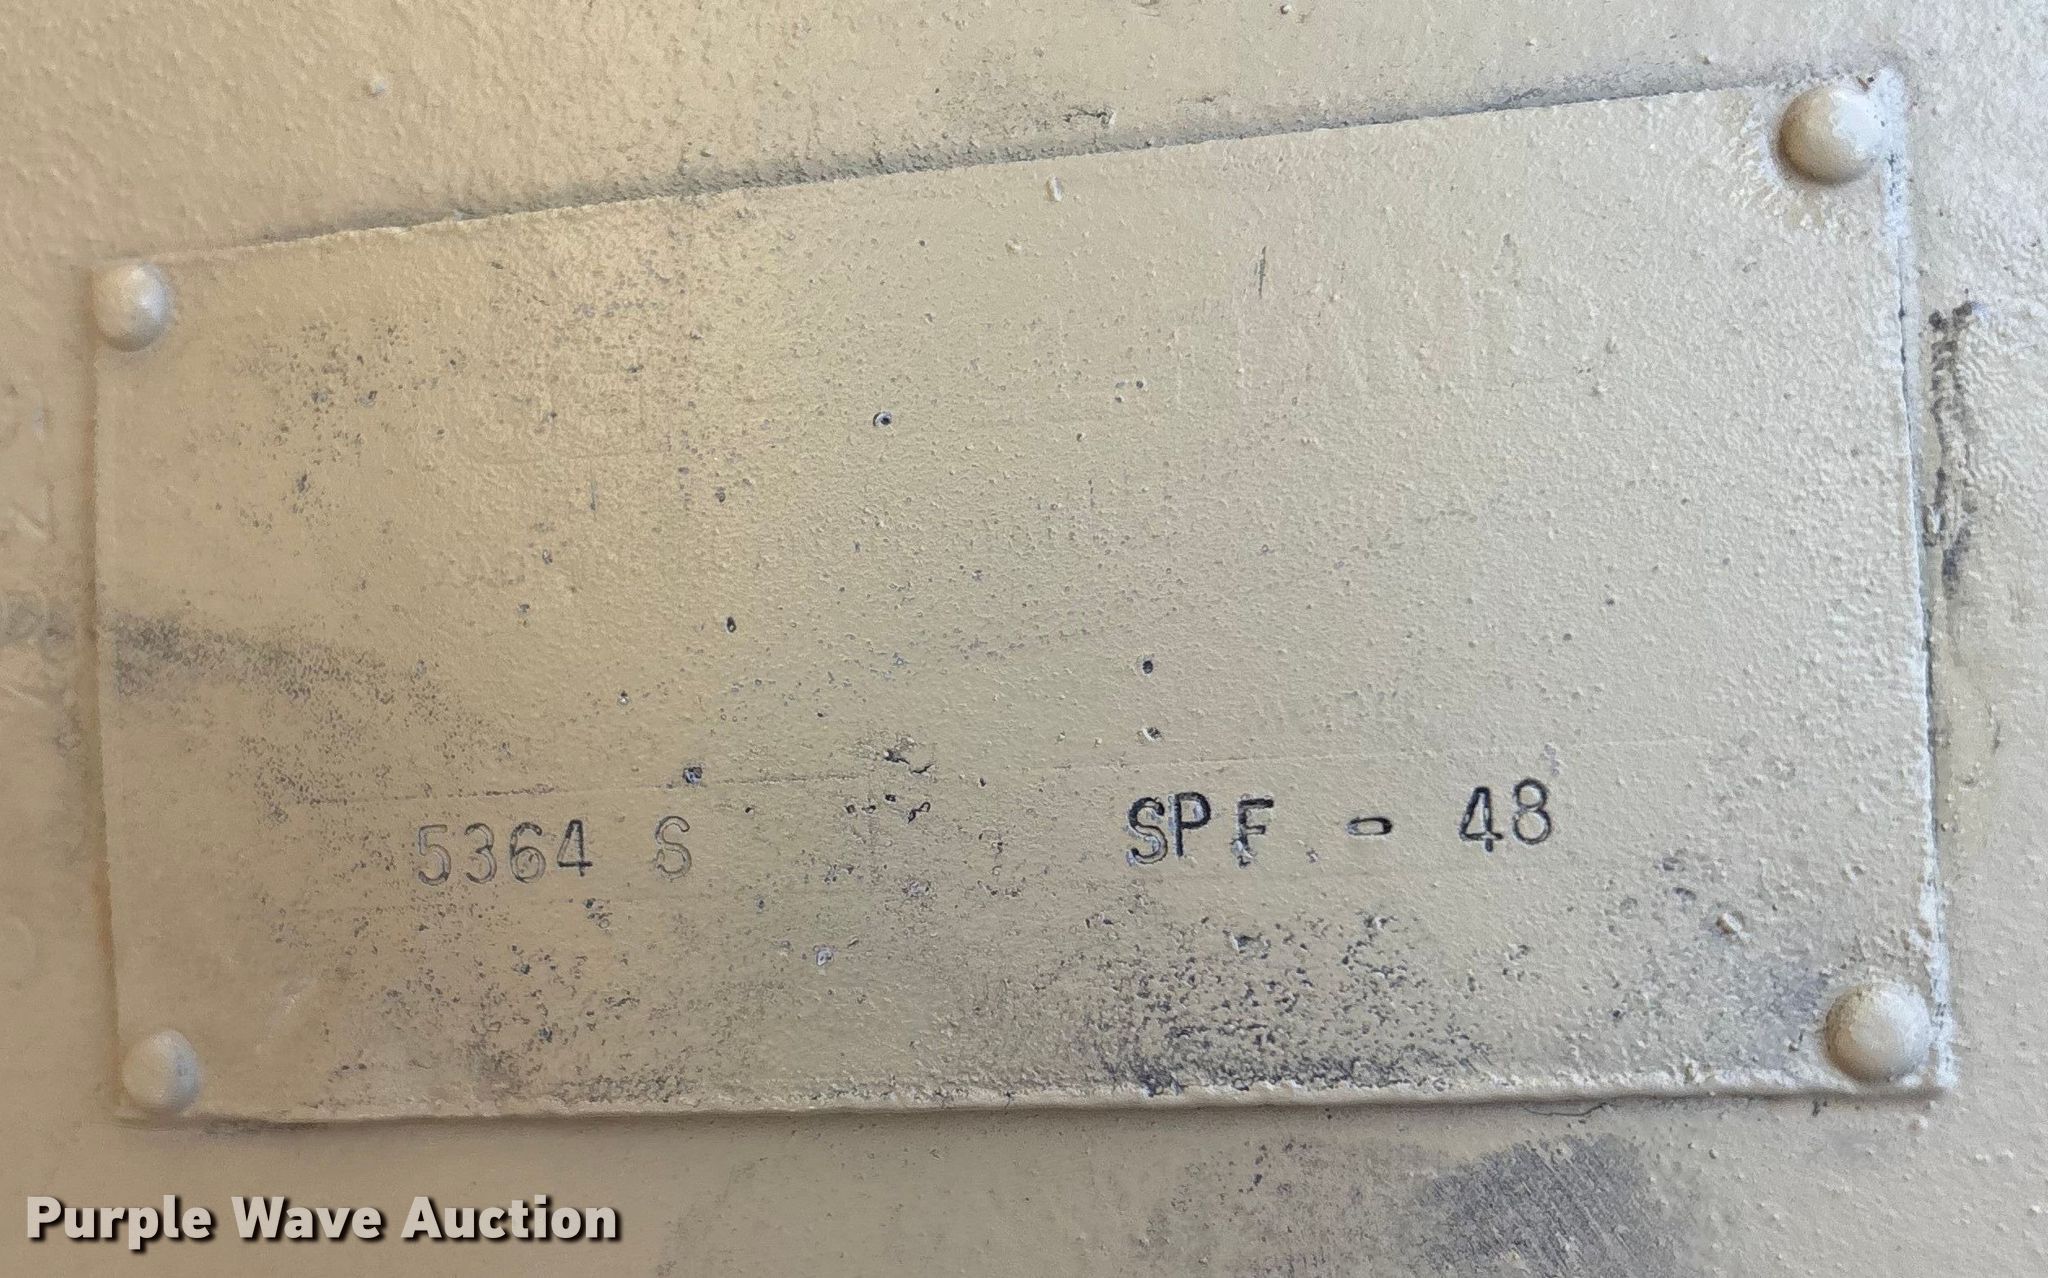 5364 S SPF - 48
Purple Wave Auction